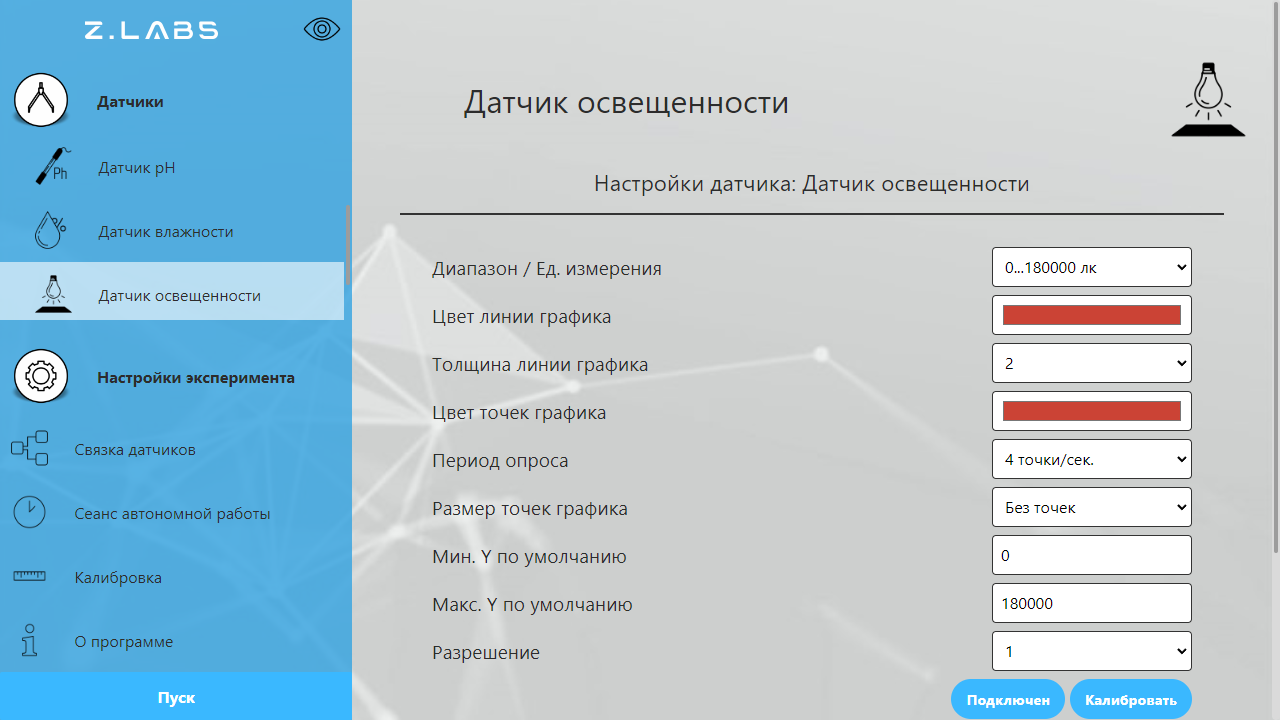 Z.LABS
Датчики
Ph
Датчик pH
%
Датчик влажности
Датчик освещенности
Настройки эксперимента
Связка датчиков
Сеанс автономной работы
Калибровка
О программе
Пуск
Датчик освещенности
Настройки датчика: Датчик освещенности
Диапазон / Ед. измерения
0...180000 лк
Цвет линии графика
Толщина линии графика
2
Цвет точек графика
Период опроса
4 точки/сек.
Размер точек графика
Без точек
Мин. Y по умолчанию
0
Макс. Y по умолчанию
180000
Разрешение
1
Подключен
Калибровать